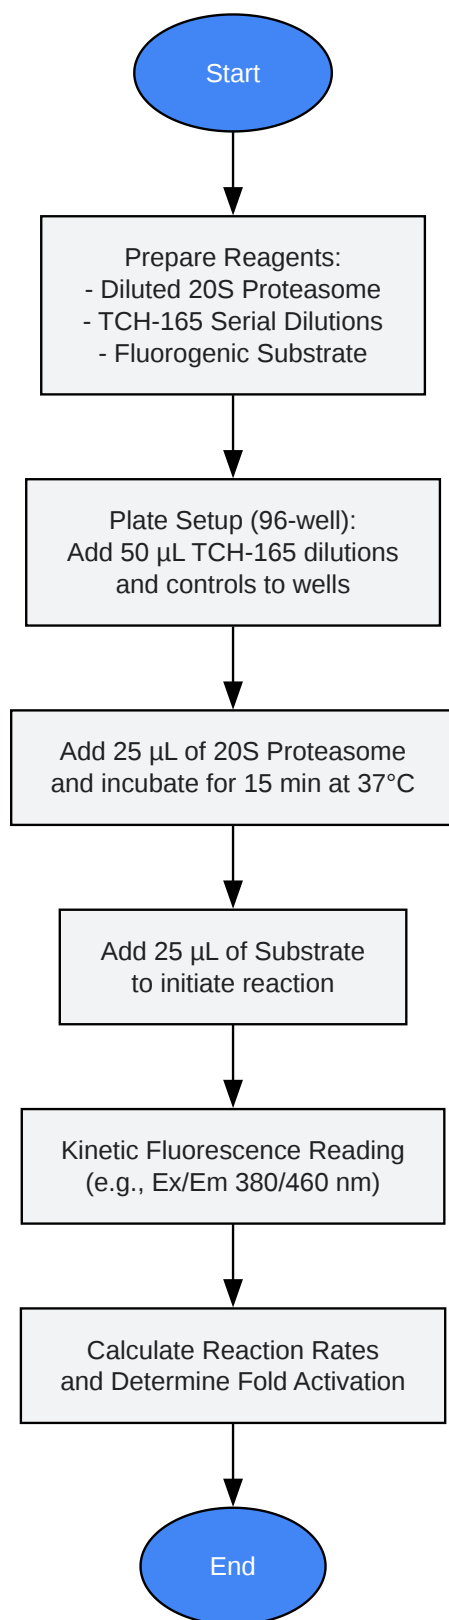 Start
Prepare Reagents:
- Diluted 20S Proteasome
- TCH-165 Serial Dilutions
- Fluorogenic Substrate
Plate Setup (96-well):
Add 50 µL TCH-165 dilutions
and controls to wells
Add 25 µL of 20S Proteasome
and incubate for 15 min at 37°C
Add 25 µL of Substrate
to initiate reaction
Kinetic Fluorescence Reading
(e.g., Ex/Em 380/460 nm)
Calculate Reaction Rates
and Determine Fold Activation
End